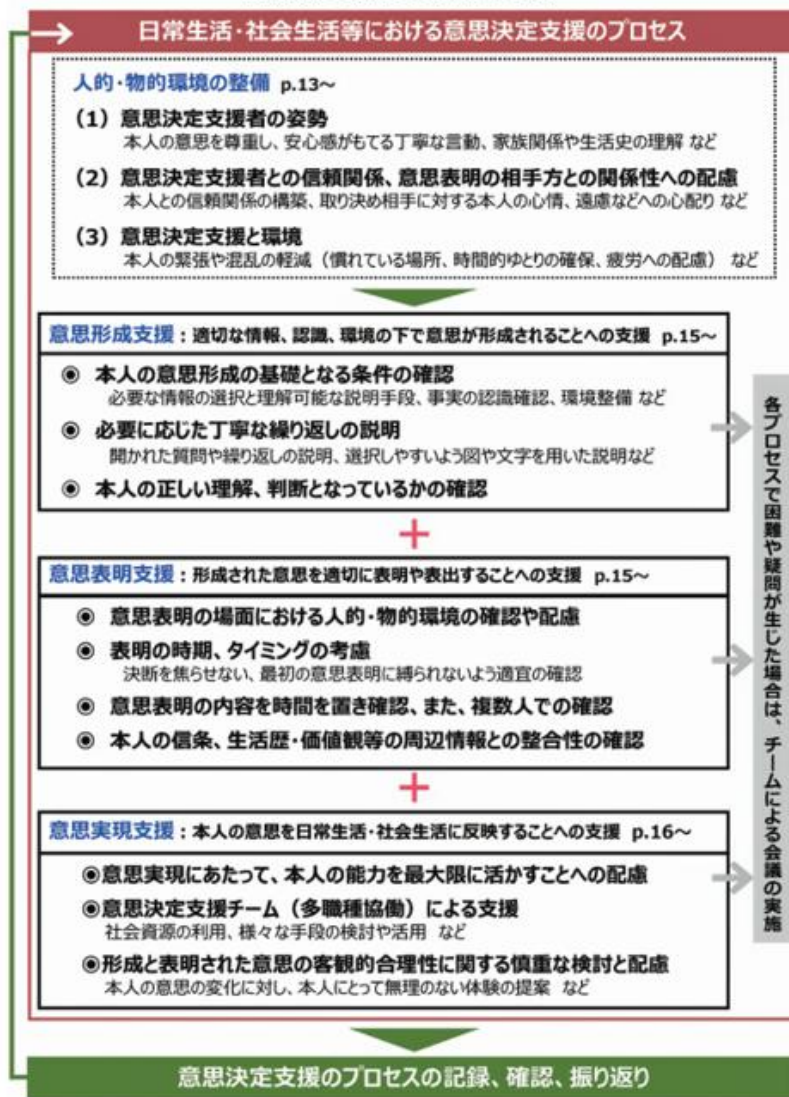 日常生活・社会生活等における意思決定支援のプロセス
人的・物的環境の整備 p.13～
（1）意思決定支援者の姿勢
本人の意思を尊重し、安心感がもてる丁寧な言動、家族関係や生活史の理解 など
（2）意思決定支援者との信頼関係、意思表明の相手方との関係性への配慮
本人との信頼関係の構築、取り決め相手に対する本人の心情、遠慮などへの心配り など
（3）意思決定支援と環境
本人の緊張や混乱の軽減（慣れている場所、時間的ゆとりの確保、疲労への配慮） など
意思形成支援：適切な情報、認識、環境の下で意思が形成されることへの支援 p.15～
◉ 本人の意思形成の基礎となる条件の確認
必要な情報の選択と理解可能な説明手段、事実の認識確認、環境整備 など
◉ 必要に応じた丁寧な繰り返しの説明
開かれた質問や繰り返しの説明、選択しやすいよう図や文字を用いた説明など
◉ 本人の正しい理解、判断となっているかの確認
+
意思表明支援：形成された意思を適切に表明や表出することへの支援 p.15～
◉ 意思表明の場面における人的・物的環境の確認や配慮
◉ 表明の時期、タイミングの考慮
決断を焦らせない、最初の意思表明に縛られないよう適宜の確認
◉ 意思表明の内容を時間を置き確認、また、複数人での確認
◉ 本人の信条、生活歴・価値観等の周辺情報との整合性の確認
+
意思実現支援：本人の意思を日常生活・社会生活に反映することへの支援 p.16～
◉意思実現にあたって、本人の能力を最大限に活かすことへの配慮
◉意思決定支援チーム（多職種協働）による支援
社会資源の利用、様々な手段の検討や活用 など
◉形成と表明された意思の客観的合理性に関する慎重な検討と配慮
本人の意思の変化に対し、本人にとって無理のない体験の提案 など
各プロセスで困難や疑問が生じた場合は、チームによる会議の実施
意思決定支援のプロセスの記録、確認、振り返り